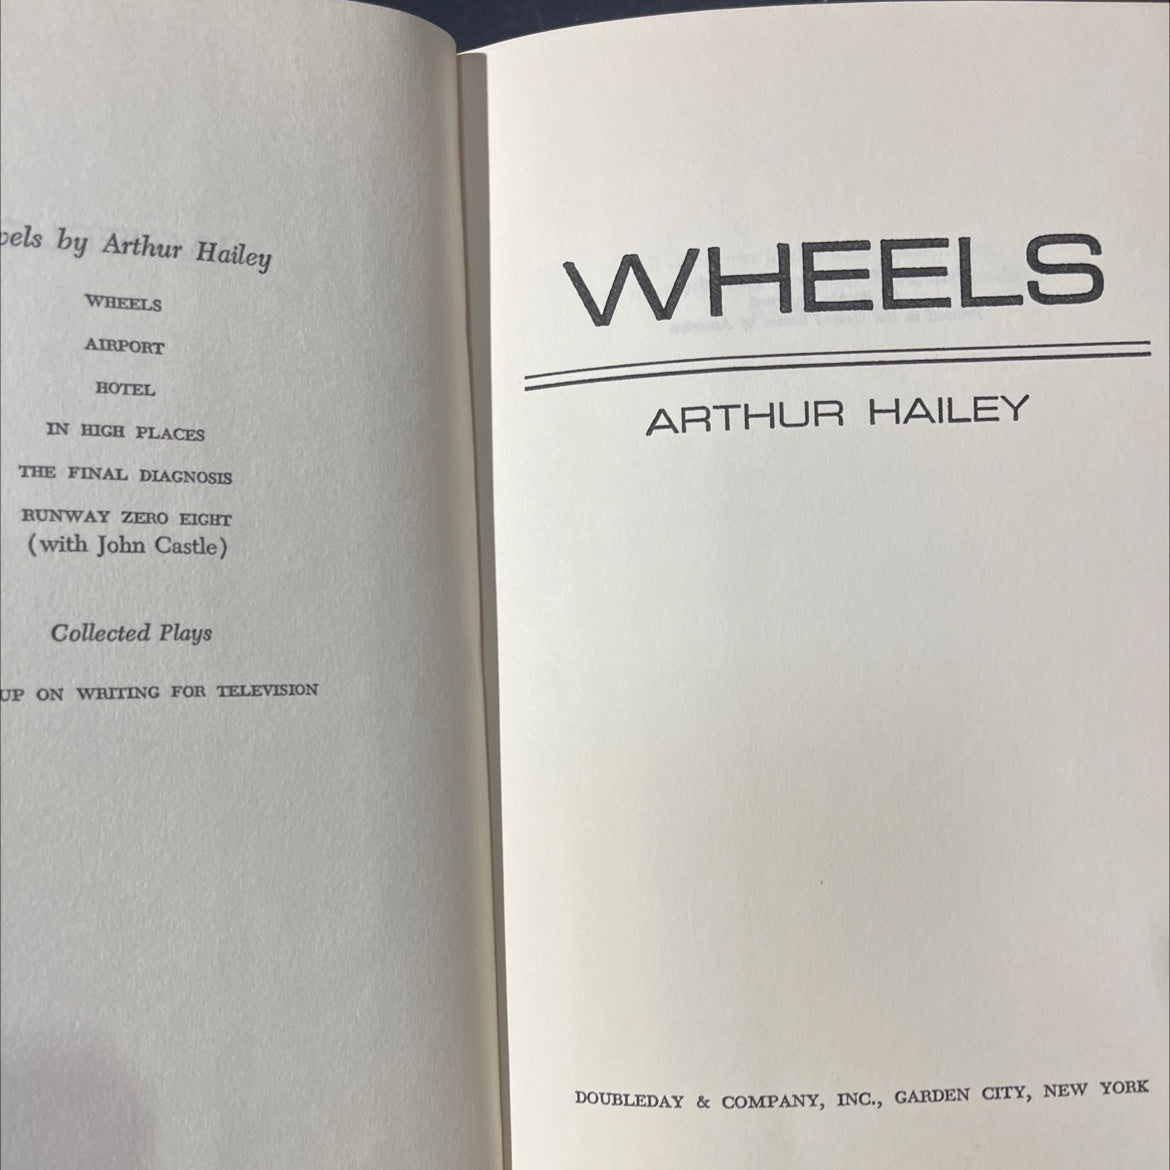 by Arthur Hailey
WHEELS
AIRPORT
HOTEL
IN HIGH PLACES
THE FINAL DIAGNOSIS
RUNWAY ZERO EIGHT
(with John Castle)
Collected Plays
UP ON WRITING FOR TELEVISION
WHEELS
ARTHUR HAILEY
DOUBLEDAY & COMPANY, INC., GARDEN CITY, NEW YORK